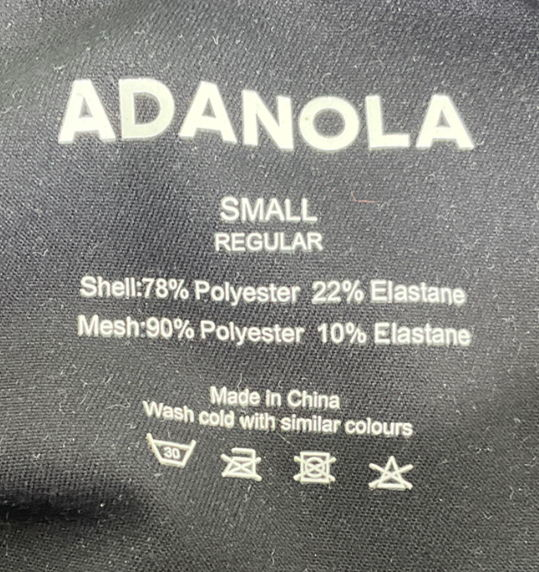 ADANOLA
SMALL
REGULAR
Shell:78% Polyester 22% Elastane
Mesh:90% Polyester 10% Elastane
Made in China
Wash cold with similar colours
30